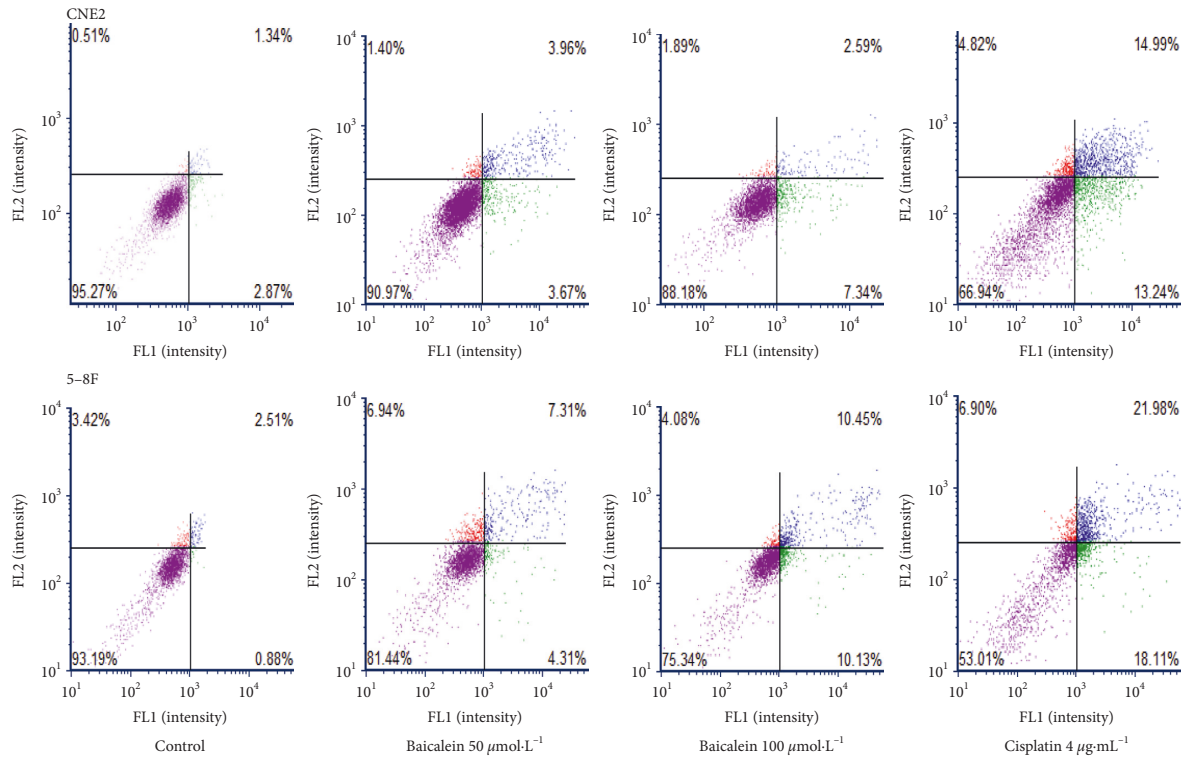 CNE2
0.51% 1.34%
10³
10²
95.27% 2.87%
10² 10³ 10⁴
FL2 (intensity)
FL1 (intensity)
10⁴
1.40% 3.96%
10³
10²
90.97% 3.67%
10¹
10¹ 10² 10³ 10⁴
FL2 (intensity)
FL1 (intensity)
10⁴
1.89% 2.59%
10³
10²
88.18% 7.34%
10¹
10² 10³ 10⁴
FL2 (intensity)
FL1 (intensity)
10⁴
4.82% 14.99%
10³
10²
66.94% 13.24%
10¹
10¹ 10² 10³ 10⁴
FL2 (intensity)
FL1 (intensity)
5–8F
10⁴
3.42% 2.51%
10³
10²
93.19% 0.88%
10¹
10¹ 10² 10³ 10⁴
FL2 (intensity)
FL1 (intensity)
Control
10⁴
6.94% 7.31%
10³
10²
81.44% 4.31%
10¹
10¹ 10² 10³ 10⁴
FL2 (intensity)
FL1 (intensity)
Baicalein 50 μmol·L⁻¹
10⁴
4.08% 10.45%
10³
10²
75.34% 10.13%
10¹
10¹ 10² 10³ 10⁴
FL2 (intensity)
FL1 (intensity)
Baicalein 100 μmol·L⁻¹
10⁴
6.90% 21.98%
10³
10²
53.01% 18.11%
10¹
10¹ 10² 10³ 10⁴
FL2 (intensity)
FL1 (intensity)
Cisplatin 4 μg·mL⁻¹